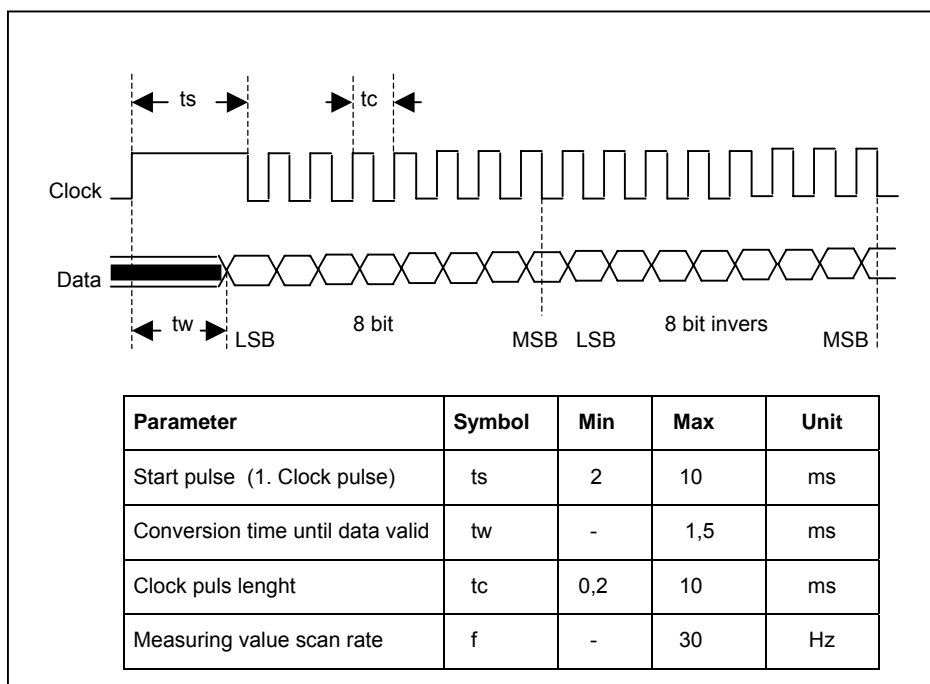 ts
tc
Clock
Data
tw
LSB
8 bit
MSB
LSB
8 bit invers
MSB
Parameter Symbol Min Max Unit
Start pulse (1. Clock pulse) ts 2 10 ms
Conversion time until data valid tw - 1,5 ms
Clock puls lenght tc 0,2 10 ms
Measuring value scan rate f - 30 Hz